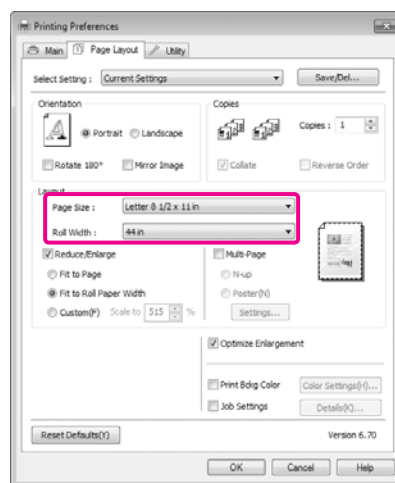 Printing Preferences
Main Page Layout Utility
Select Setting : Current Settings Save/Del...
Orientation Copies
Portrait Landscape Copies : 1
Rotate 180° Mirror Image Collate Reverse Order
Layout
Page Size : Letter 8 1/2 x 11 in
Roll Width : 44 in
Reduce/Enlarge Multi-Page
Fit to Page N-up
Fit to Roll Paper Width Poster(N)
Custom(F) Scale to 515 % Settings...
Optimize Enlargement
Print Bdkg Color Color Settings(H)...
Job Settings Details(K)...
Reset Defaults(Y) Version 6.70
OK Cancel Help